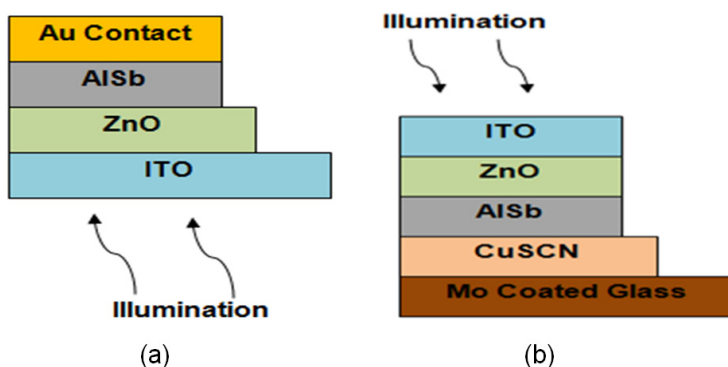 Au Contact
AlSb
ZnO
ITO
Illumination
(a)
Illumination
ITO
ZnO
AlSb
CuSCN
Mo Coated Glass
(b)